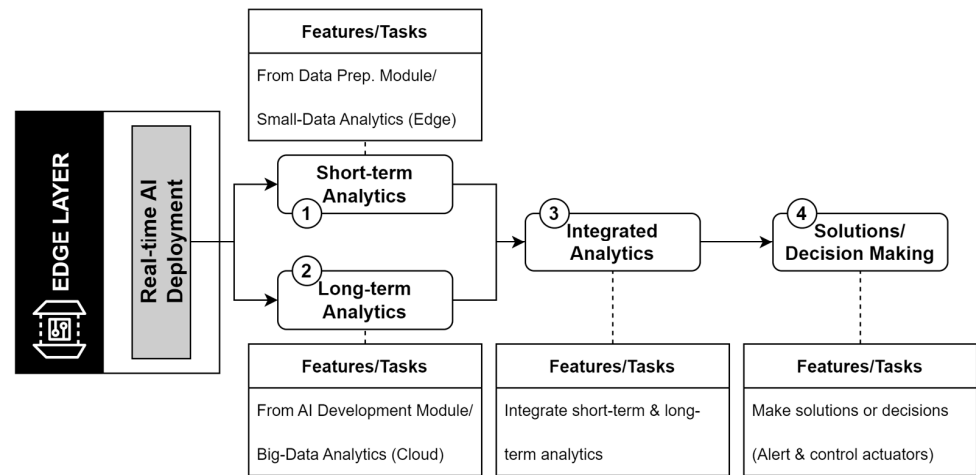 EDGE LAYER
Real-time AI
Deployment
Features/Tasks
From Data Prep. Module/
Small-Data Analytics (Edge)
Short-term
Analytics
1
2
Long-term
Analytics
Features/Tasks
From AI Development Module/
Big-Data Analytics (Cloud)
3
Integrated
Analytics
Features/Tasks
Integrate short-term & long-
term analytics
4
Solutions/
Decision Making
Features/Tasks
Make solutions or decisions
(Alert & control actuators)